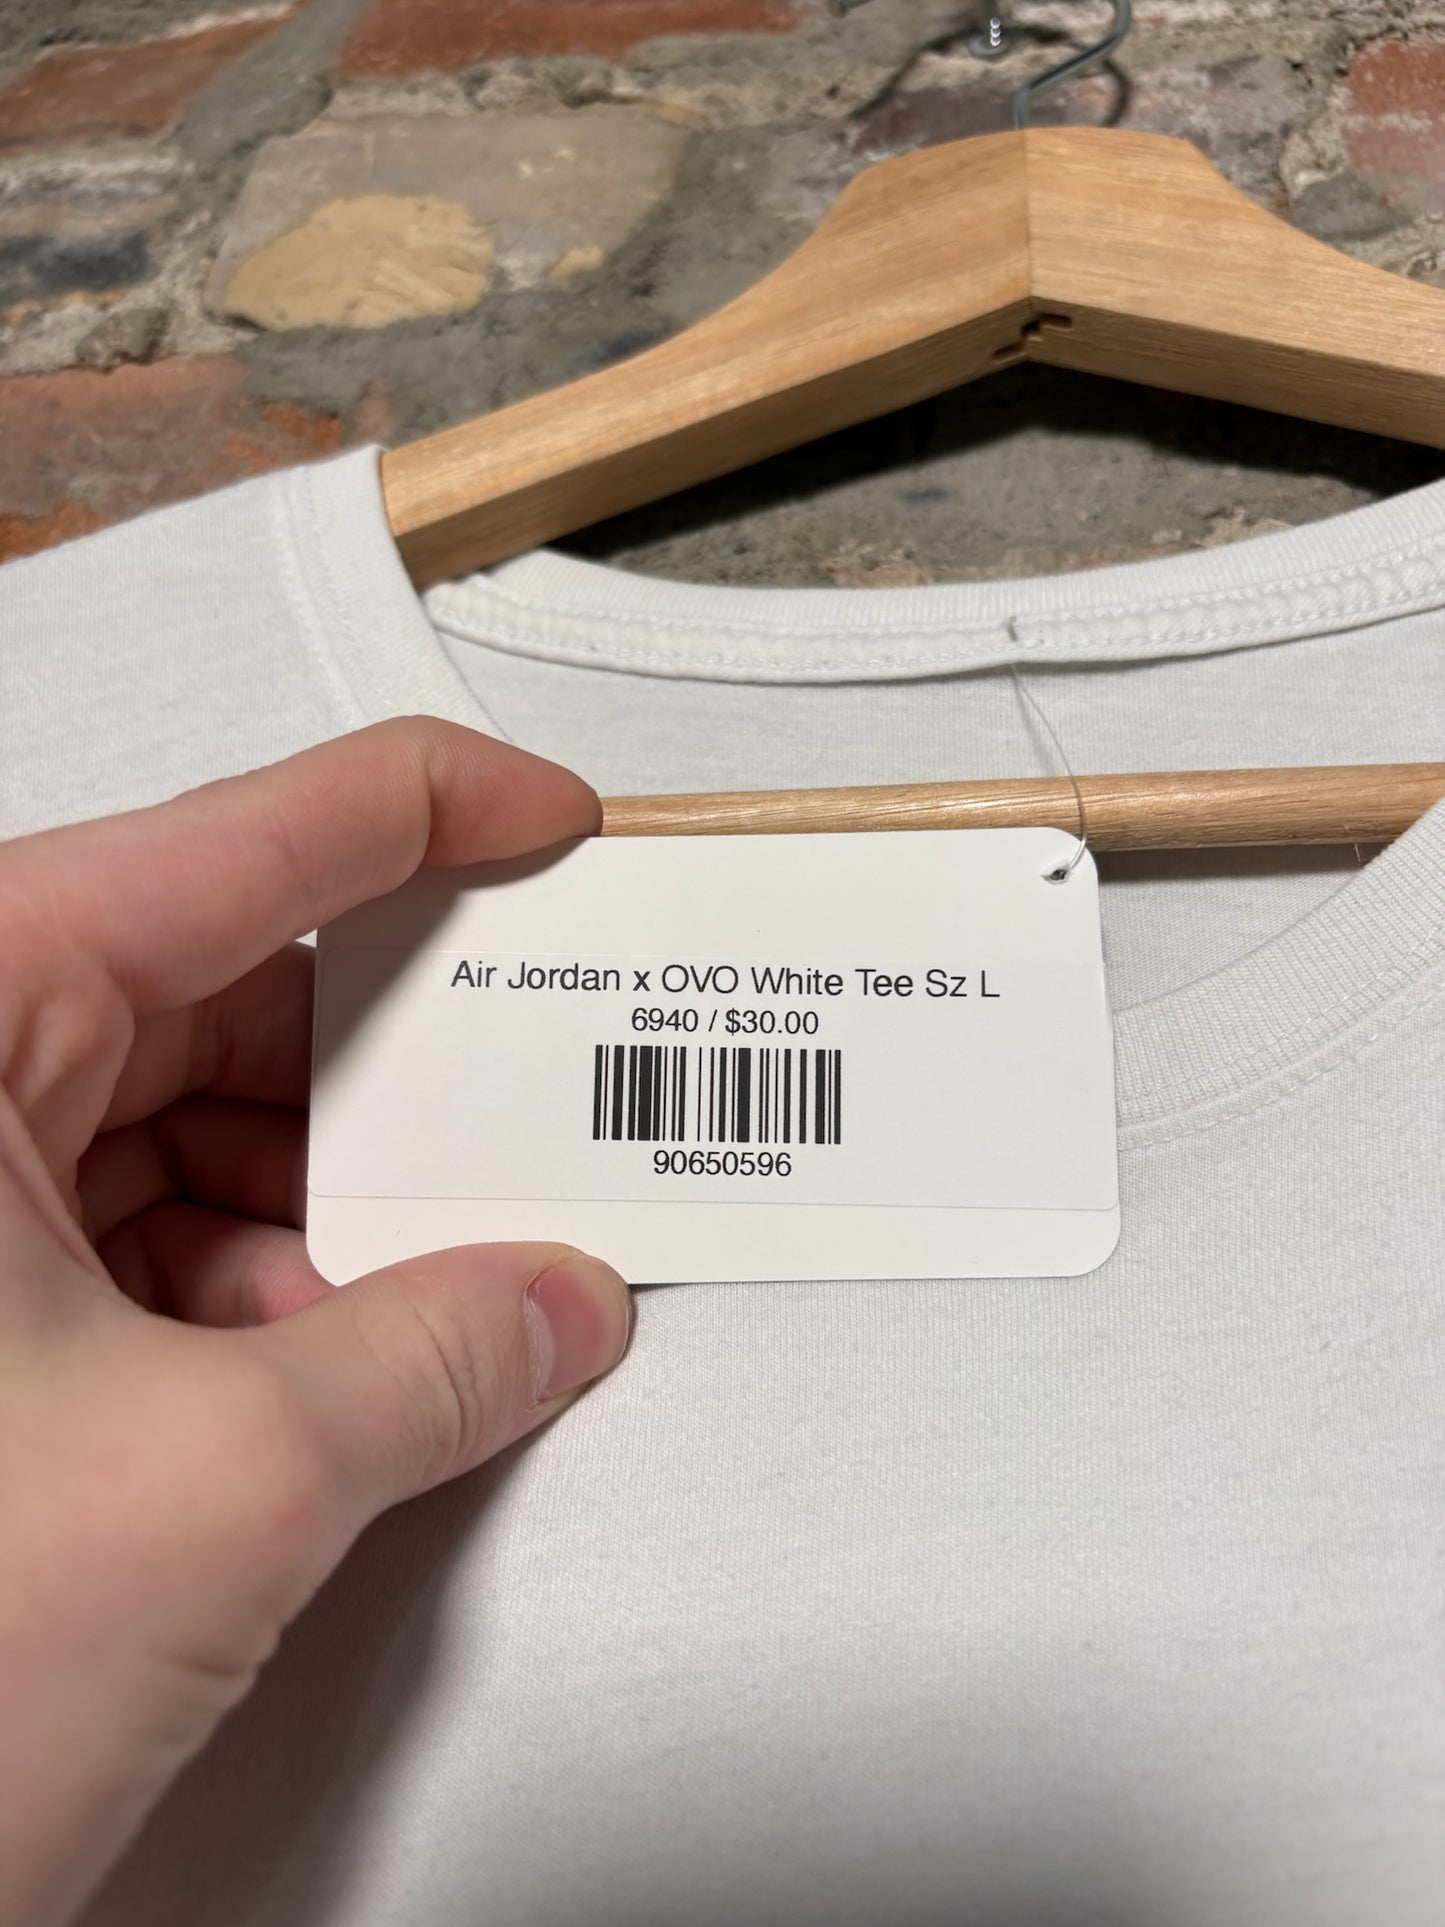 Air Jordan x OVO White Tee Sz L
6940 / $30.00
90650596